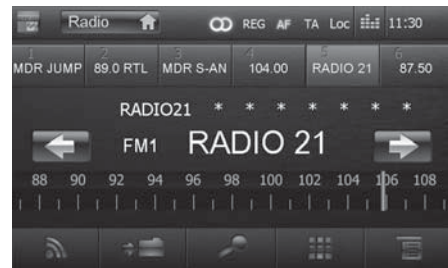 Radio REG AF TA Loc 11:30
1 2 3 4 5 6
MDR JUMP 89.0 RTL MDR S-AN 104.00 RADIO 21 87.50
RADIO21 * * * * * * *
FM1 RADIO 21
88 90 92 94 96 98 100 102 104 106 108